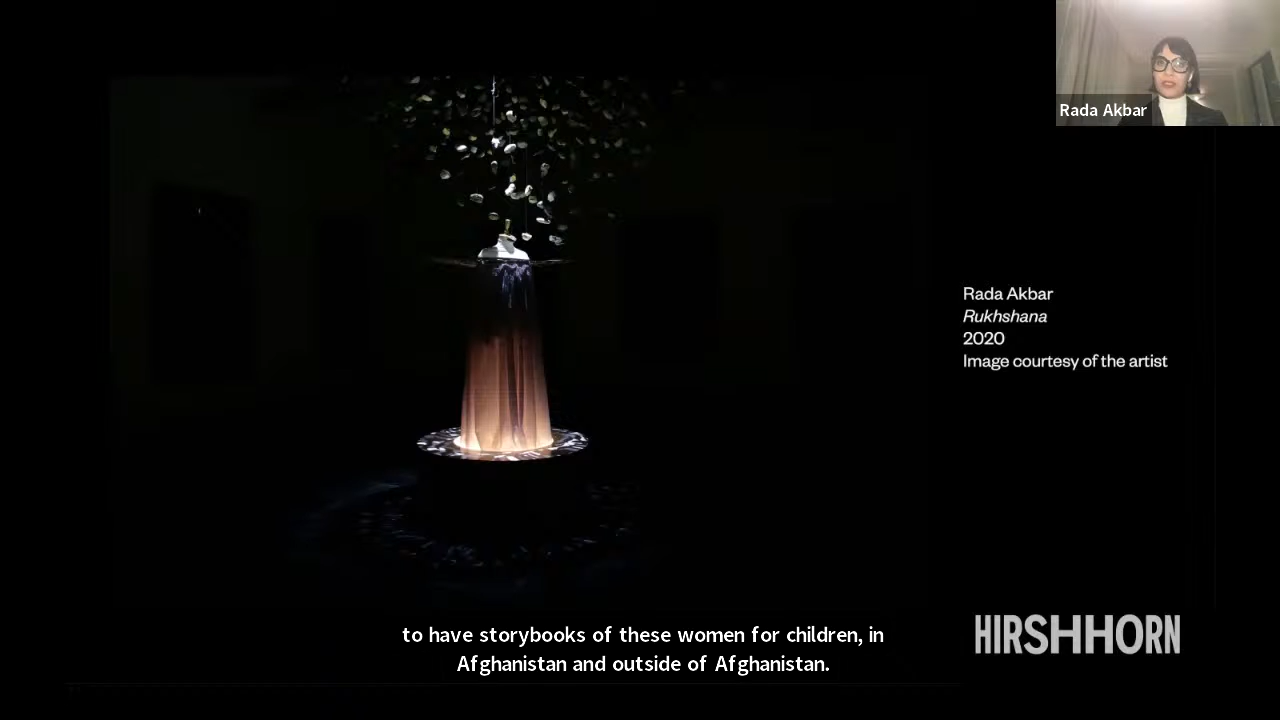 Rada Akbar
Rada Akbar
Rukhshana
2020
Image courtesy of the artist
to have storybooks of these women for children, in
Afghanistan and outside of Afghanistan.
HIRSHHORN